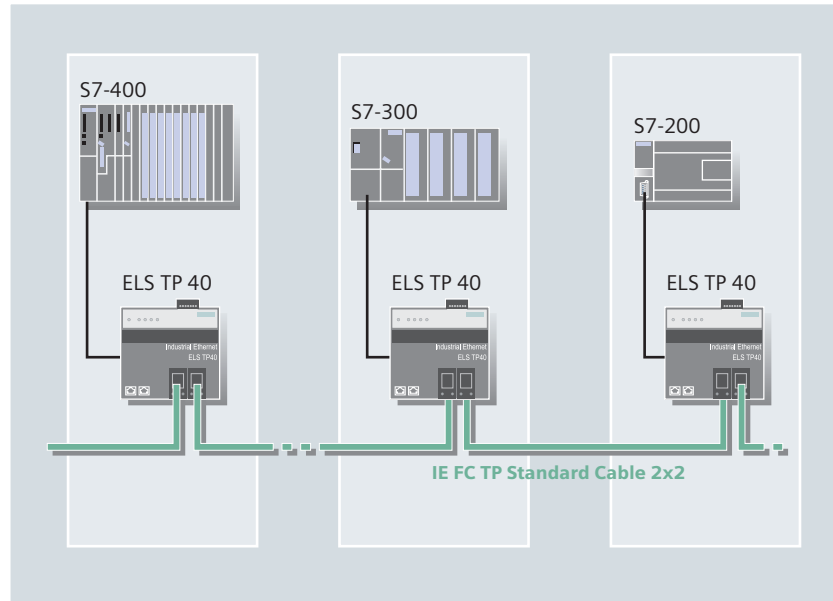 S7-400
S7-300
S7-200
ELS TP 40
ELS TP 40
ELS TP 40
Industrial Ethernet
ELS TP40
Industrial Ethernet
ELS TP40
Industrial Ethernet
ELS TP40
IE FC TP Standard Cable 2x2